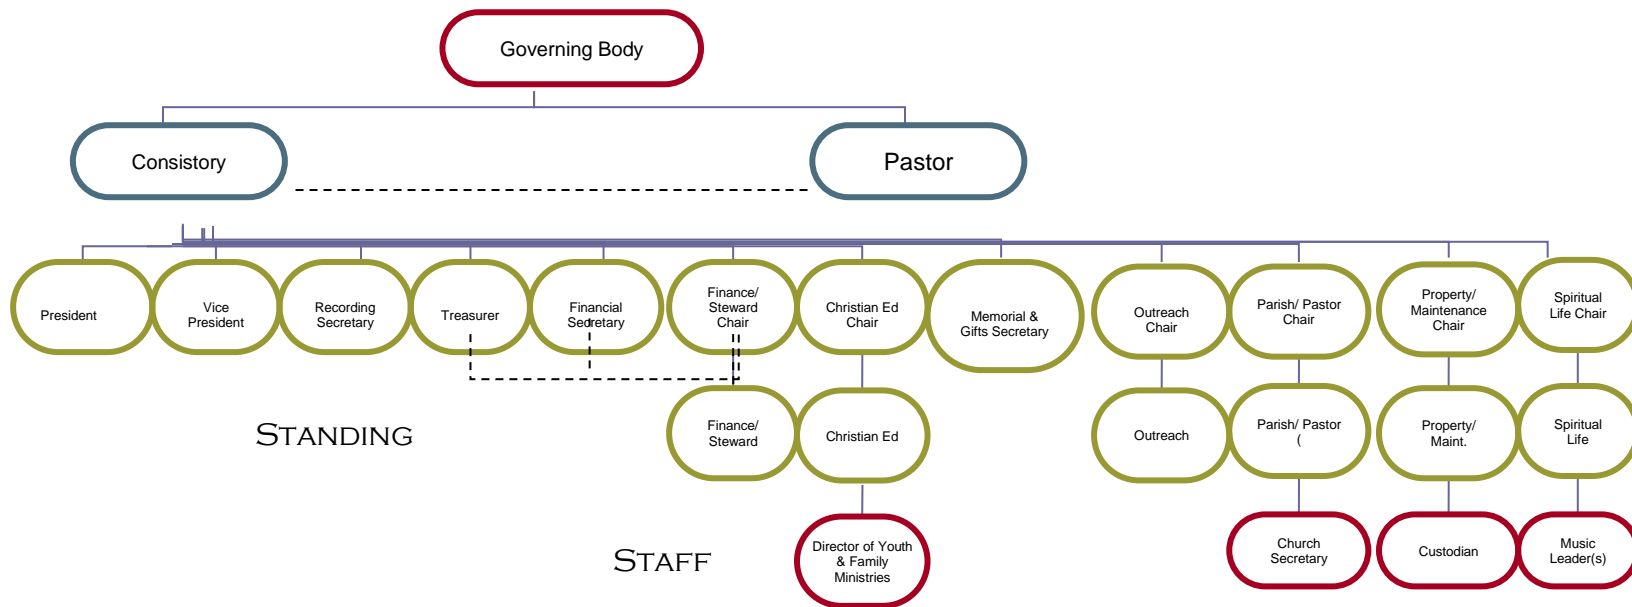 Governing Body
Consistory
Pastor
President
Vice
President
Recording
Secretary
Treasurer
Financial
Secretary
Finance/
Steward
Chair
Christian Ed
Chair
Memorial &
Gifts Secretary
Outreach
Chair
Parish/ Pastor
Chair
Property/
Maintenance
Chair
Spiritual
Life Chair
Finance/
Steward
Christian Ed
Outreach
Parish/ Pastor
(
Property/
Maint.
Spiritual
Life
STANDING
Director of Youth
& Family
Ministries
Church
Secretary
Custodian
Music
Leader(s)
STAFF